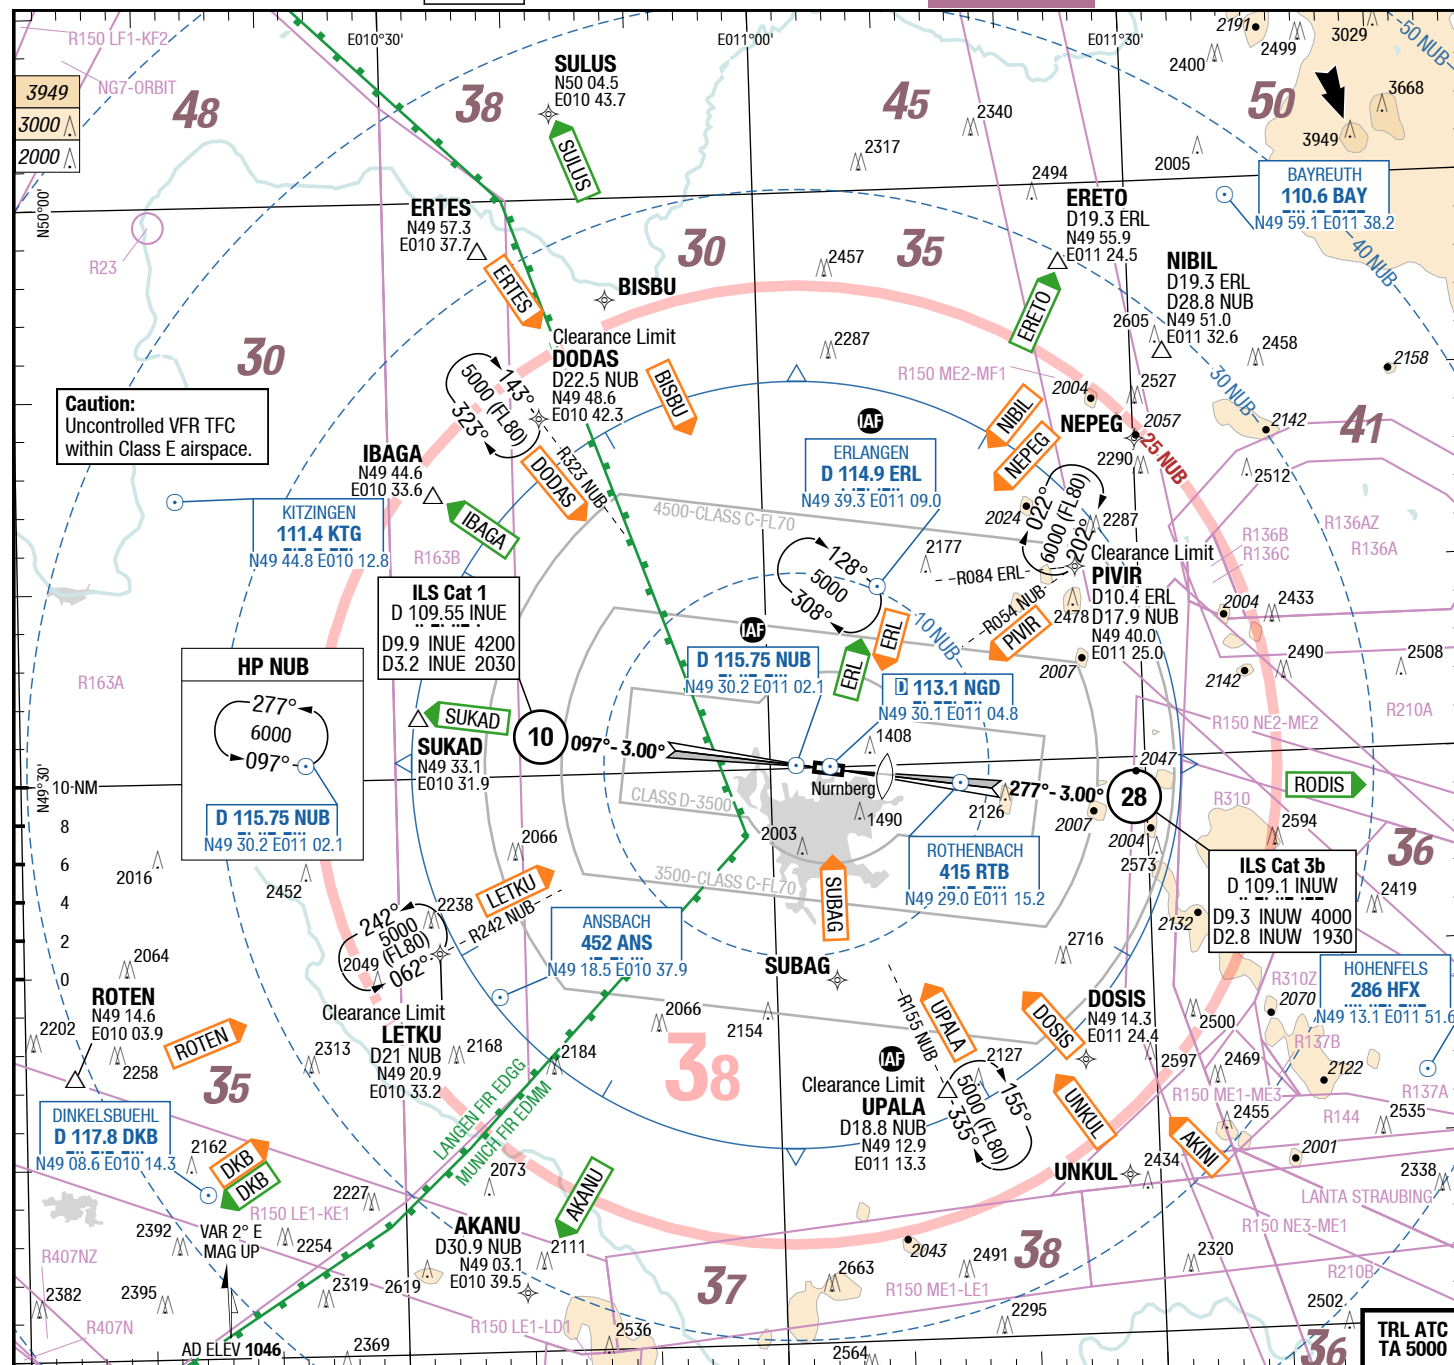 R150 LF1-KF2
NG7-ORBIT
3949
3000
2000
48
38
45
50
E010°30'
E011°00'
E011°30'
SULUS
N50 04.5
E010 43.7
SULUS
2191
2499
3029
2400
50 NUB
3668
3949
2340
2317
2005
2494
BAYREUTH
110.6 BAY
N49 59.1 E011 38.2
N50°00'
R23
ERTES
N49 57.3
E010 37.7
ERTES
30
35
ERETO
D19.3 ERL
N49 55.9
E011 24.5
ERETO
40 NUB
BISBU
2457
NIBIL
D19.3 ERL
D28.8 NUB
N49 51.0
E011 32.6
2605
2287
2458
2158
30
Clearance Limit
DODAS
D22.5 NUB
N49 48.6
E010 42.3
143°
5000 (FL80)
323°
R323 NUB
DODAS
BISBU
R150 ME2-MF1
2004
2527
30 NUB
2142
41
Caution:
Uncontrolled VFR TFC
within Class E airspace.
IAF
ERLANGEN
D 114.9 ERL
N49 39.3 E011 09.0
NIBIL
NEPEG
NEPEG
2057
25 NUB
2290
2512
IBAGA
N49 44.6
E010 33.6
IBAGA
KITZINGEN
111.4 KTG
N49 44.8 E010 12.8
R163B
4500-CLASS C-FL70
2024
022°
6000 (FL80)
202°
2287
R136B
R136C
R136AZ
R136A
2177
R084 ERL
Clearance Limit
PIVIR
D10.4 ERL
D17.9 NUB
N49 40.0
E011 25.0
R054 NUB
PIVIR
2478
2007
2004
2433
2490
2508
2142
128°
5000
308°
ILS Cat 1
D 109.55 INUE
D9.9 INUE 4200
D3.2 INUE 2030
IAF
D 115.75 NUB
N49 30.2 E011 02.1
10 NUB
ERL
ERL
D 113.1 NGD
N49 30.1 E011 04.8
R163A
HP NUB
277°
6000
097°
D 115.75 NUB
N49 30.2 E011 02.1
SUKAD
SUKAD
N49 33.1
E010 31.9
10
097°- 3.00°
R150 NE2-ME2
R210A
N49°30'
10-NM
8
6
4
2
0
1408
Nurnberg
CLASS D-3500
1490
2003
3500-CLASS C-FL70
2126
277°- 3.00°
28
2047
2007
2004
2573
R310
RODIS
2594
36
2066
2016
2452
ROTHENBACH
415 RTB
N49 29.0 E011 15.2
ILS Cat 3b
D 109.1 INUW
D9.3 INUW 4000
D2.8 INUW 1930
2419
2132
LETKU
2238
R242 NUB
242°
5000
(FL80)
062°
2049
ANSBACH
452 ANS
N49 18.5 E010 37.9
SUBAG
SUBAG
2716
2064
ROTEN
N49 14.6
E010 03.9
ROTEN
2202
2258
35
Clearance Limit
LETKU
D21 NUB
N49 20.9
E010 33.2
2313
2168
2184
2066
2154
38
R155 NUB
UPALA
DOSIS
DOSIS
N49 14.3
E011 24.4
R310Z
2070
2500
HOHENFELS
286 HFX
N49 13.1 E011 51.6
R137B
2597
2469
2122
R137A
IAF
Clearance Limit
UPALA
D18.8 NUB
N49 12.9
E011 13.3
2127
155°
5000 (FL80)
335°
UNKUL
UNKUL
R150 ME1-ME3
2455
R144
2535
2001
AKINI
2434
2338
LANGEN FIR EDGG
MUNICH FIR EDMM
DINKELSBUEHL
D 117.8 DKB
N49 08.6 E010 14.3
2162
DKB
DKB
R150 LE1-KE1
2227
2073
AKANU
AKANU
D30.9 NUB
N49 03.1
E010 39.5
2111
LANTA STRAUBING
R150 NE3-ME1
VAR 2° E
MAG UP
2392
2254
R407NZ
2382
2395
R407N
2319
2619
2043
2491
38
2320
R210B
37
2663
R150 ME1-LE1
2295
2502
R150 LE1-LD1
2536
2564
2369
AD ELEV 1046
36
TRL ATC
TA 5000